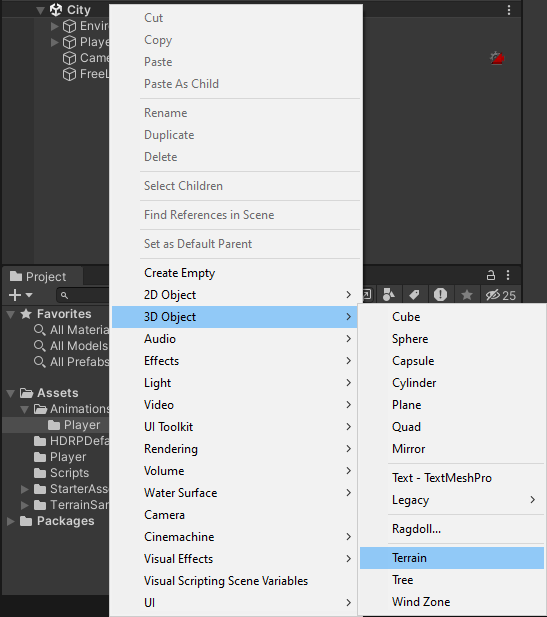 City
Cut
Copy
Paste
Paste As Child
Rename
Duplicate
Delete
Select Children
Find References in Scene
Set as Default Parent
Create Empty
2D Object
3D Object
Audio
Effects
Light
Video
UI Toolkit
Rendering
Volume
Water Surface
Camera
Cinemachine
Visual Effects
Visual Scripting Scene Variables
UI
Cube
Sphere
Capsule
Cylinder
Plane
Quad
Mirror
Text - TextMeshPro
Legacy
Ragdoll...
Terrain
Tree
Wind Zone
Enviro
Playe
Came
FreeL
Project
25
Favorites
All Materia
All Models
All Prefabs
Assets
Animations
Player
HDRPDefa
Player
Scripts
StarterAss
TerrainSam
Packages